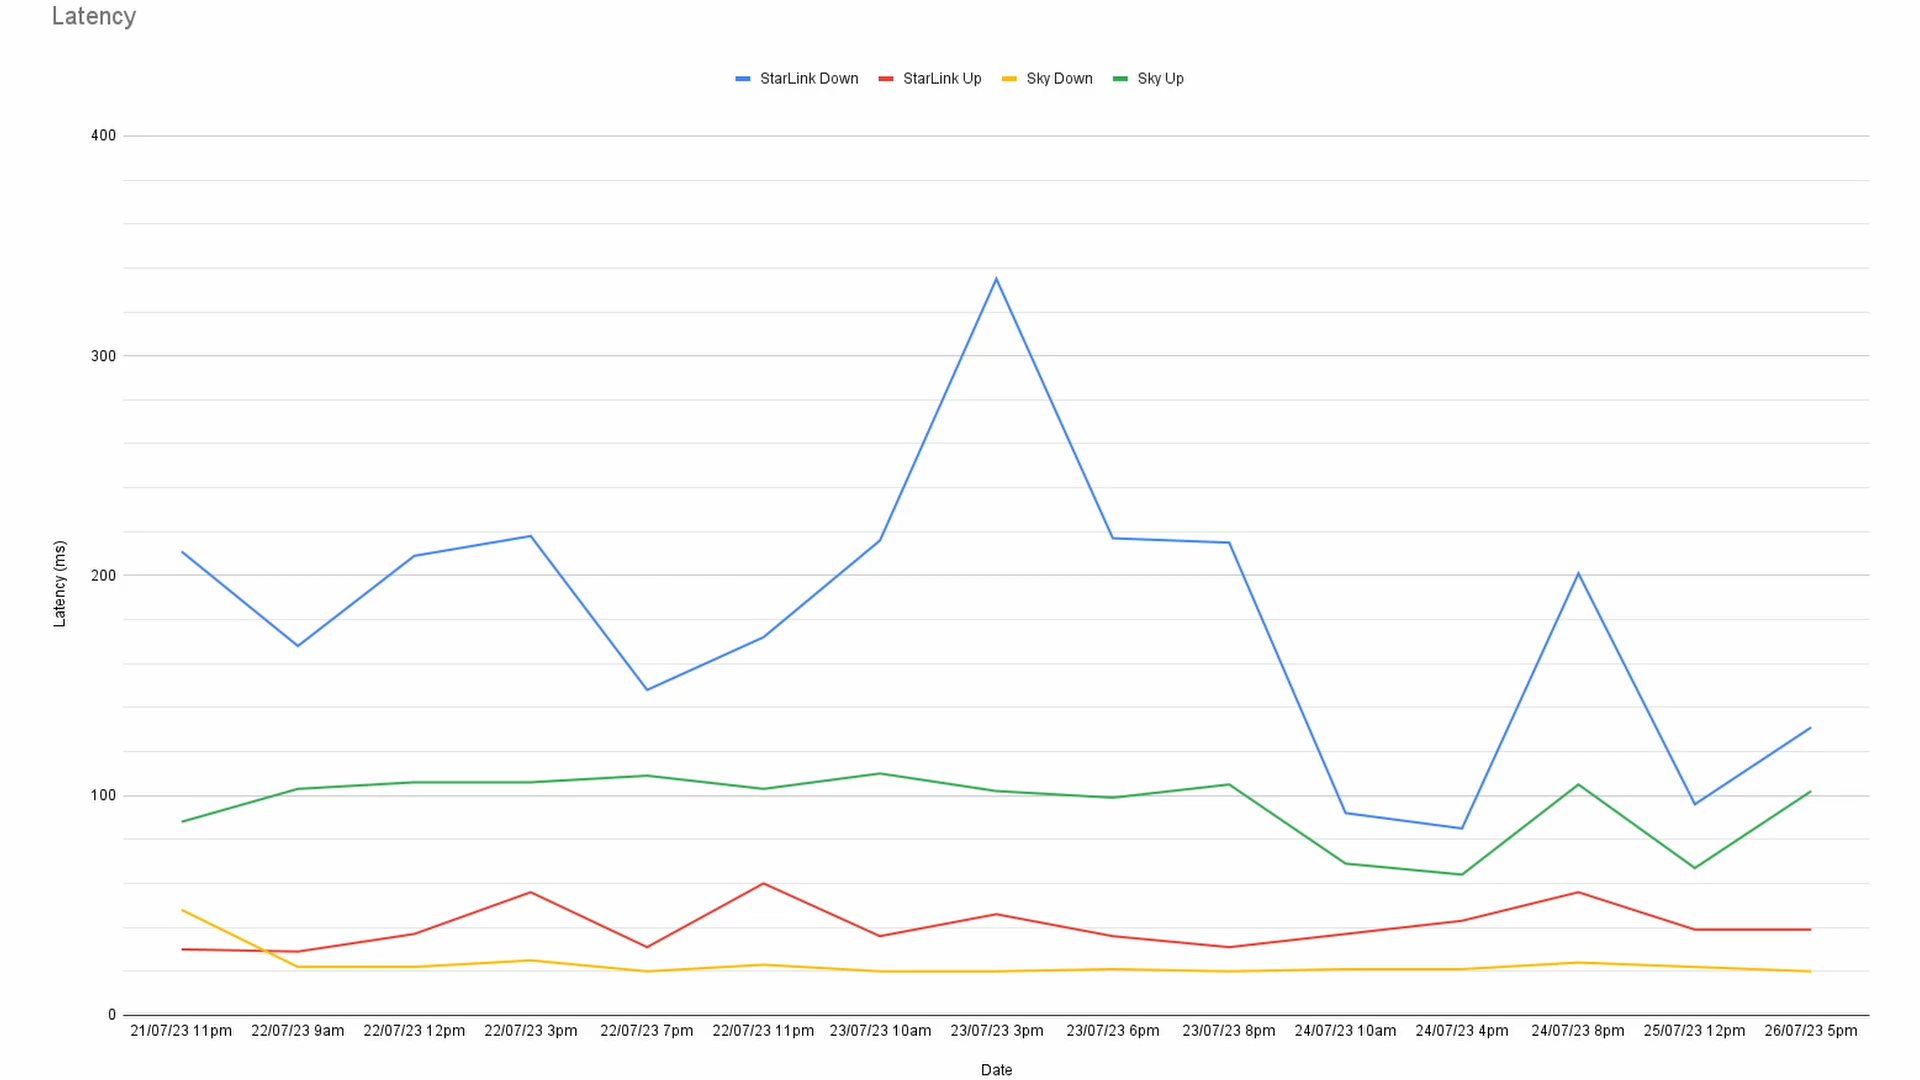 Latency
StarLink Down StarLink Up Sky Down Sky Up
400
300
200
100
0
Latency (ms)
21/07/23 11pm 22/07/23 9am 22/07/23 12pm 22/07/23 3pm 22/07/23 7pm 22/07/23 11pm 23/07/23 10am 23/07/23 3pm 23/07/23 6pm 23/07/23 8pm 24/07/23 10am 24/07/23 4pm 24/07/23 8pm 25/07/23 12pm 26/07/23 5pm
Date